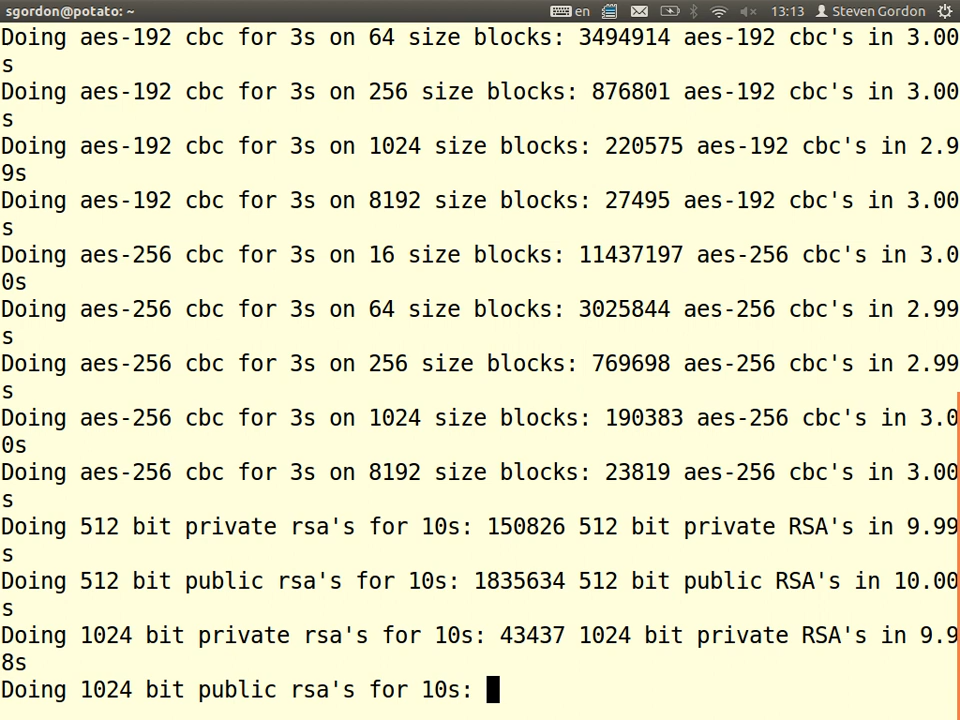 sgordon@potato: ~ en 13:13 Steven Gordon
Doing aes-192 cbc for 3s on 64 size blocks: 3494914 aes-192 cbc's in 3.00
s
Doing aes-192 cbc for 3s on 256 size blocks: 876801 aes-192 cbc's in 3.00
s
Doing aes-192 cbc for 3s on 1024 size blocks: 220575 aes-192 cbc's in 2.9
9s
Doing aes-192 cbc for 3s on 8192 size blocks: 27495 aes-192 cbc's in 3.00
s
Doing aes-256 cbc for 3s on 16 size blocks: 11437197 aes-256 cbc's in 3.0
0s
Doing aes-256 cbc for 3s on 64 size blocks: 3025844 aes-256 cbc's in 2.99
s
Doing aes-256 cbc for 3s on 256 size blocks: 769698 aes-256 cbc's in 2.99
s
Doing aes-256 cbc for 3s on 1024 size blocks: 190383 aes-256 cbc's in 3.0
0s
Doing aes-256 cbc for 3s on 8192 size blocks: 23819 aes-256 cbc's in 3.00
s
Doing 512 bit private rsa's for 10s: 150826 512 bit private RSA's in 9.99
s
Doing 512 bit public rsa's for 10s: 1835634 512 bit public RSA's in 10.00
s
Doing 1024 bit private rsa's for 10s: 43437 1024 bit private RSA's in 9.9
8s
Doing 1024 bit public rsa's for 10s: